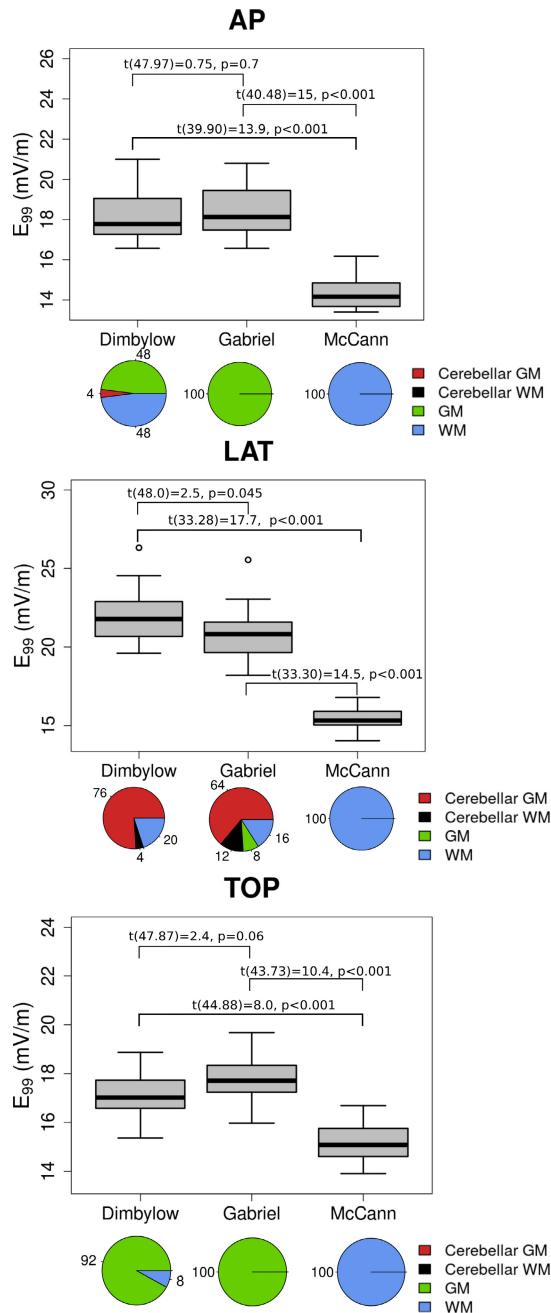 AP
26
24
22
20
18
16
14
E99 (mV/m)
t(47.97)=0.75, p=0.7
t(40.48)=15, p<0.001
t(39.90)=13.9, p<0.001
Dimbylow Gabriel McCann
48
4
48
100
100
Cerebellar GM
Cerebellar WM
GM
WM
LAT
30
25
20
15
E99 (mV/m)
t(48.0)=2.5, p=0.045
t(33.28)=17.7, p<0.001
t(33.30)=14.5, p<0.001
Dimbylow Gabriel McCann
76
20
4
64
16
8
12
100
Cerebellar GM
Cerebellar WM
GM
WM
TOP
24
22
20
18
16
14
E99 (mV/m)
t(47.87)=2.4, p=0.06
t(43.73)=10.4, p<0.001
t(44.88)=8.0, p<0.001
Dimbylow Gabriel McCann
92
8
100
100
Cerebellar GM
Cerebellar WM
GM
WM